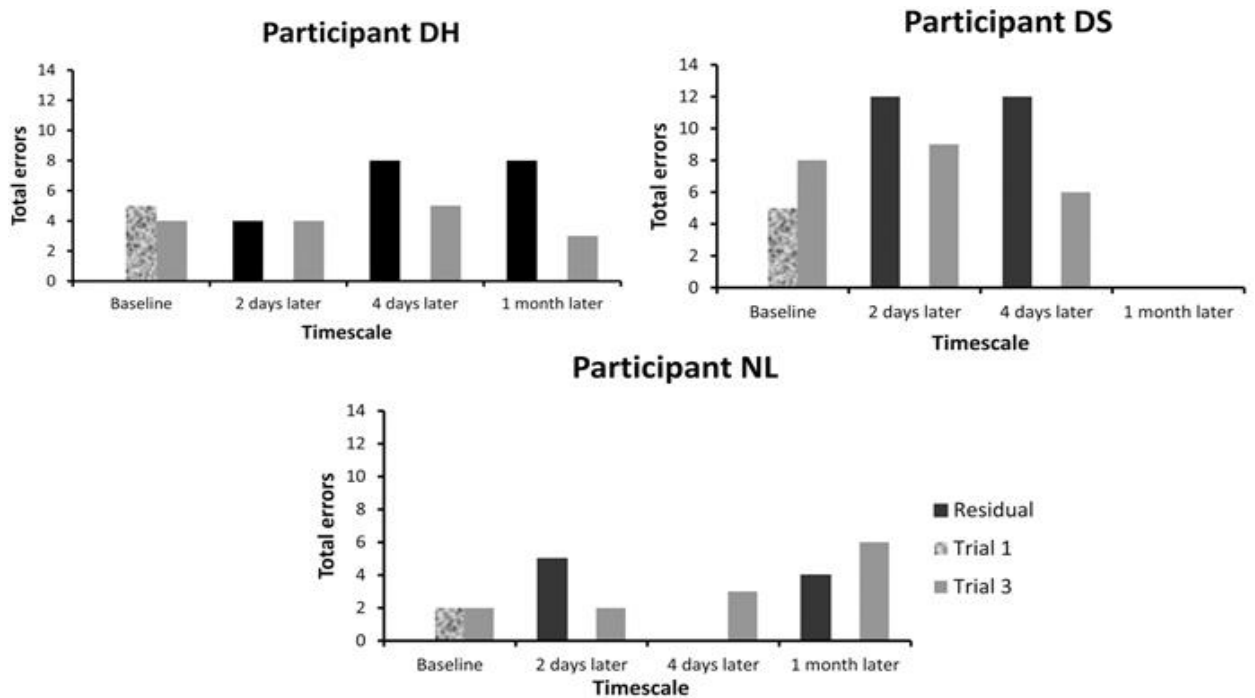 Participant DH
14
12
10
8
6
4
2
0
Total errors
Baseline
2 days later
4 days later
1 month later
Timescale
Participant DS
14
12
10
8
6
4
2
0
Total errors
Baseline
2 days later
4 days later
1 month later
Timescale
Participant NL
14
12
10
8
6
4
2
0
Total errors
Baseline
2 days later
4 days later
1 month later
Timescale
Residual
Trial 1
Trial 3